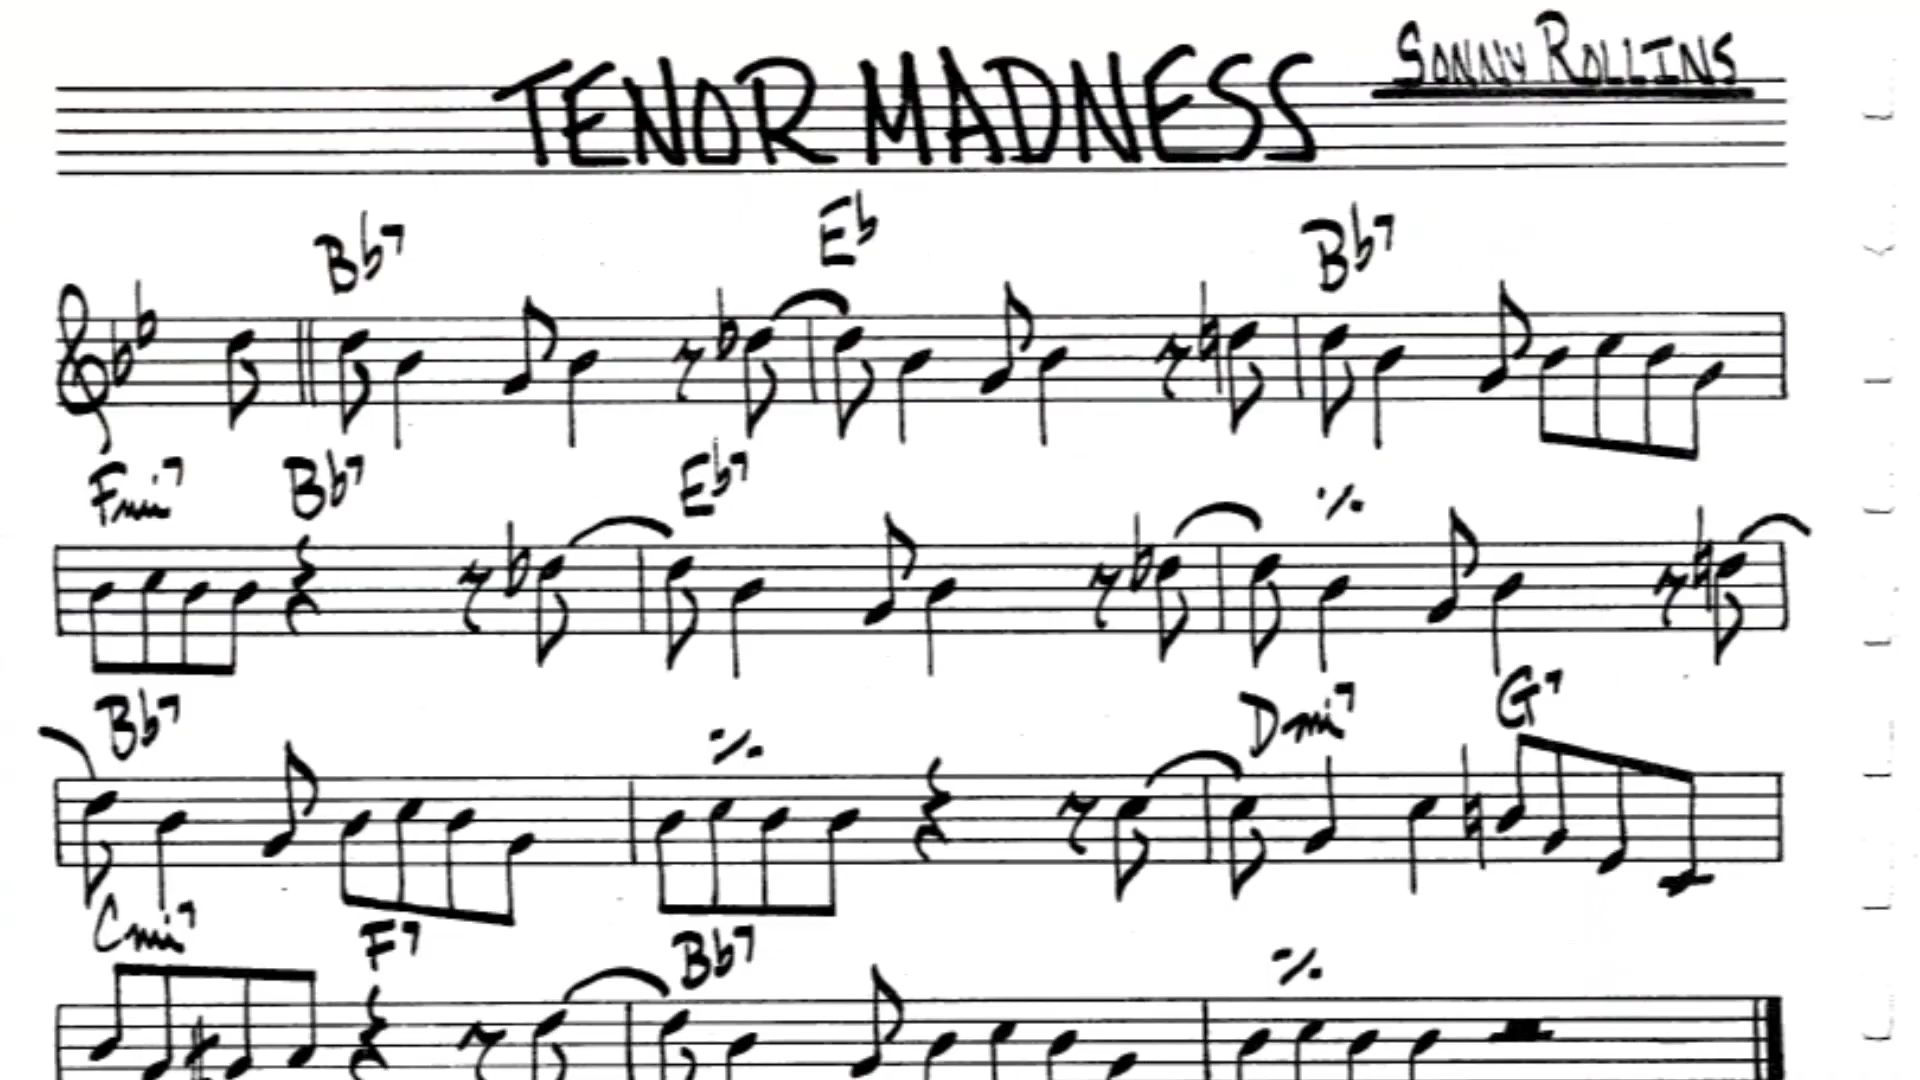 TENOR MADNESS
SONNY ROLLINS
Bb7 Eb Bb7
Fmi7 Bb7 Eb7 ٪
Bb7 ٪ Dmi7 G7
Cmi7 F7 Bb7 ٪